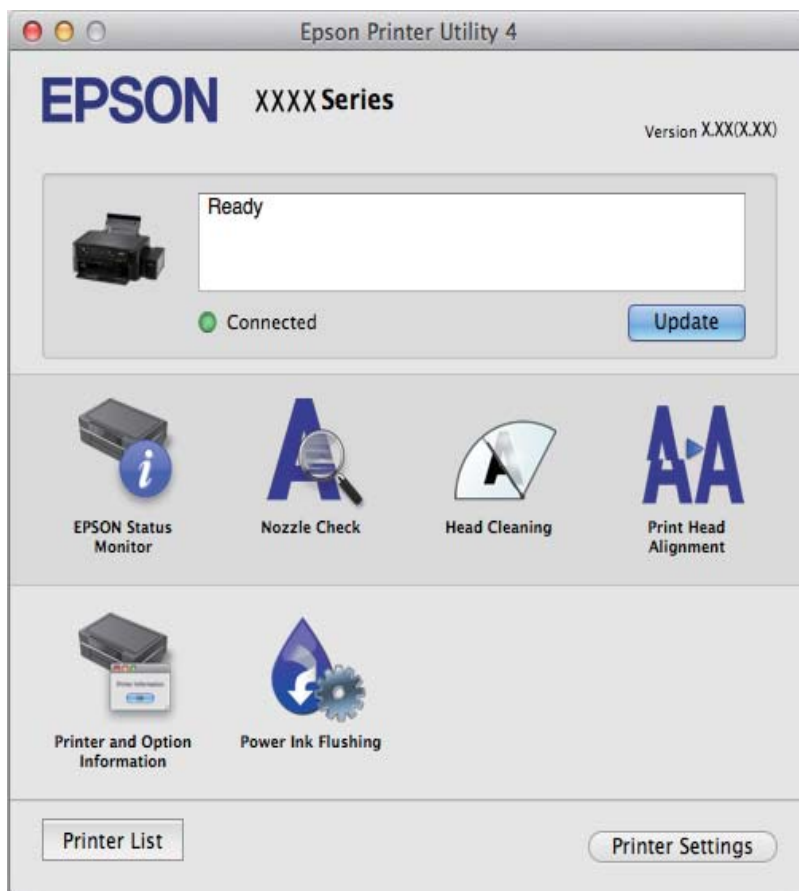 Epson Printer Utility 4
EPSON XXXX Series
Version X.XX(X.XX)
Ready
Connected
Update
EPSON Status
Monitor
Nozzle Check
Head Cleaning
Print Head
Alignment
Printer and Option
Information
Power Ink Flushing
Printer List
Printer Settings